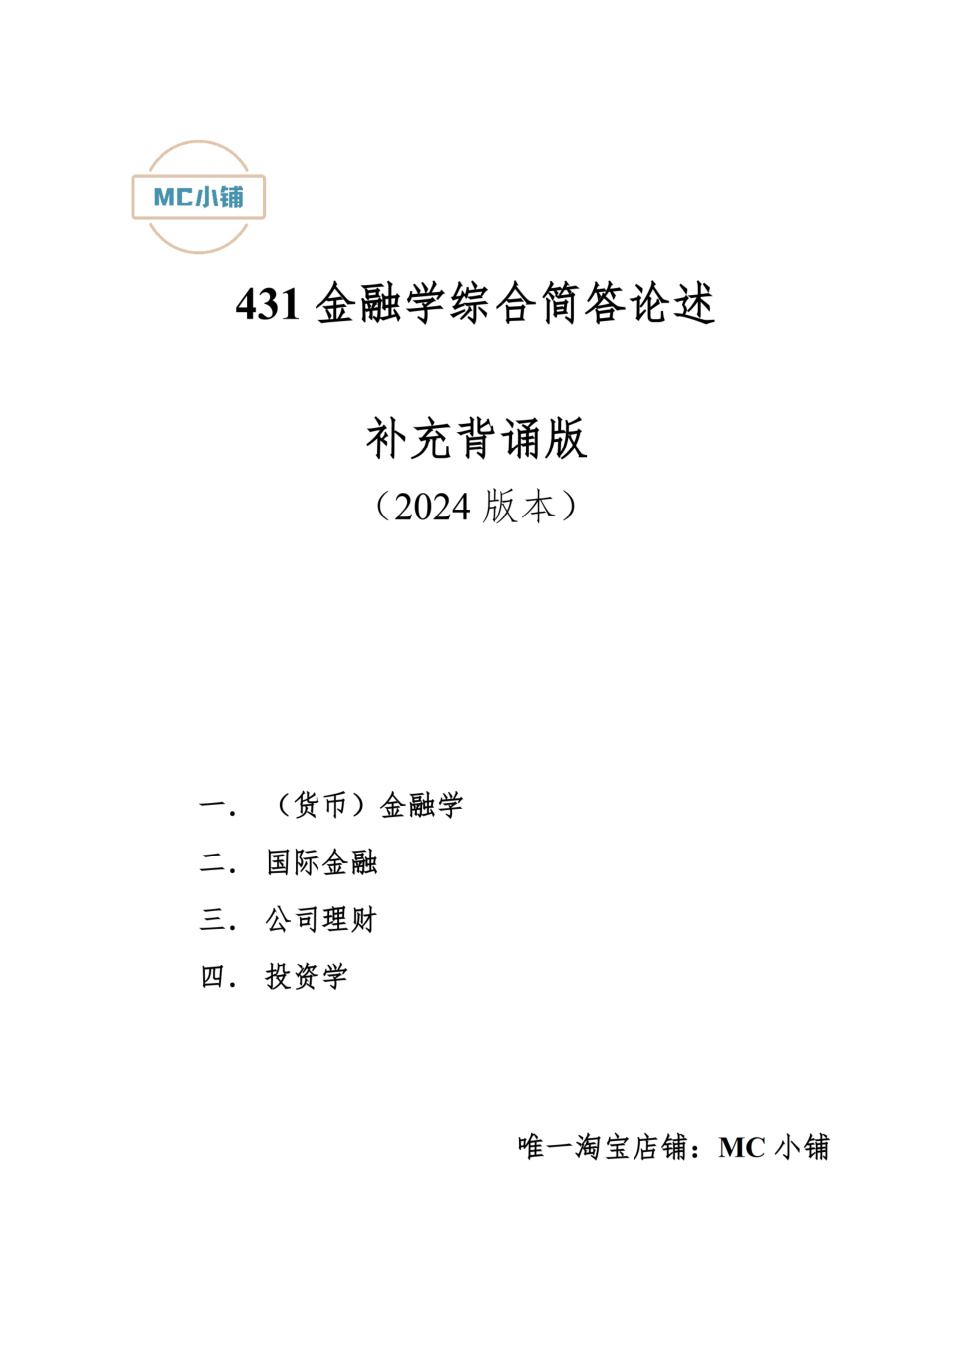 MC小铺
431 金融学综合简答论述
补充背诵版
（2024 版本）
一. （货币）金融学
二. 国际金融
三. 公司理财
四. 投资学
唯一淘宝店铺：MC 小铺